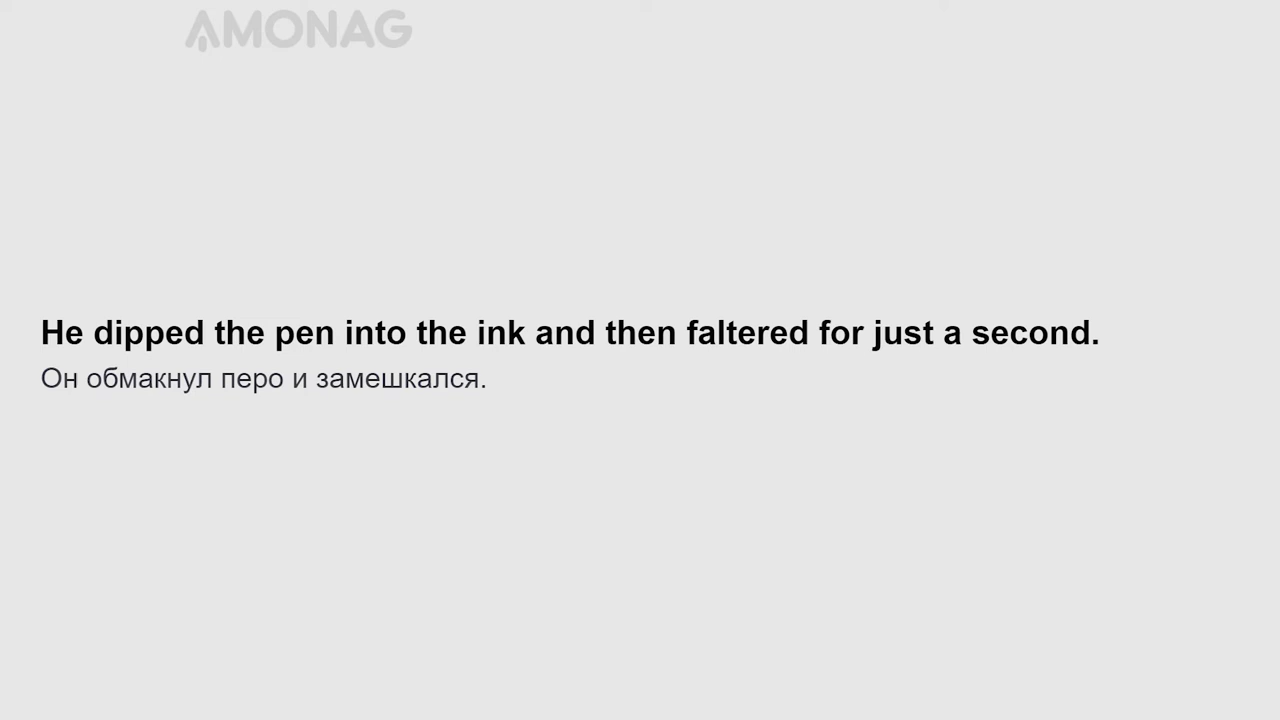 AMONAG
He dipped the pen into the ink and then faltered for just a second.
Он обмакнул перо и замешкался.